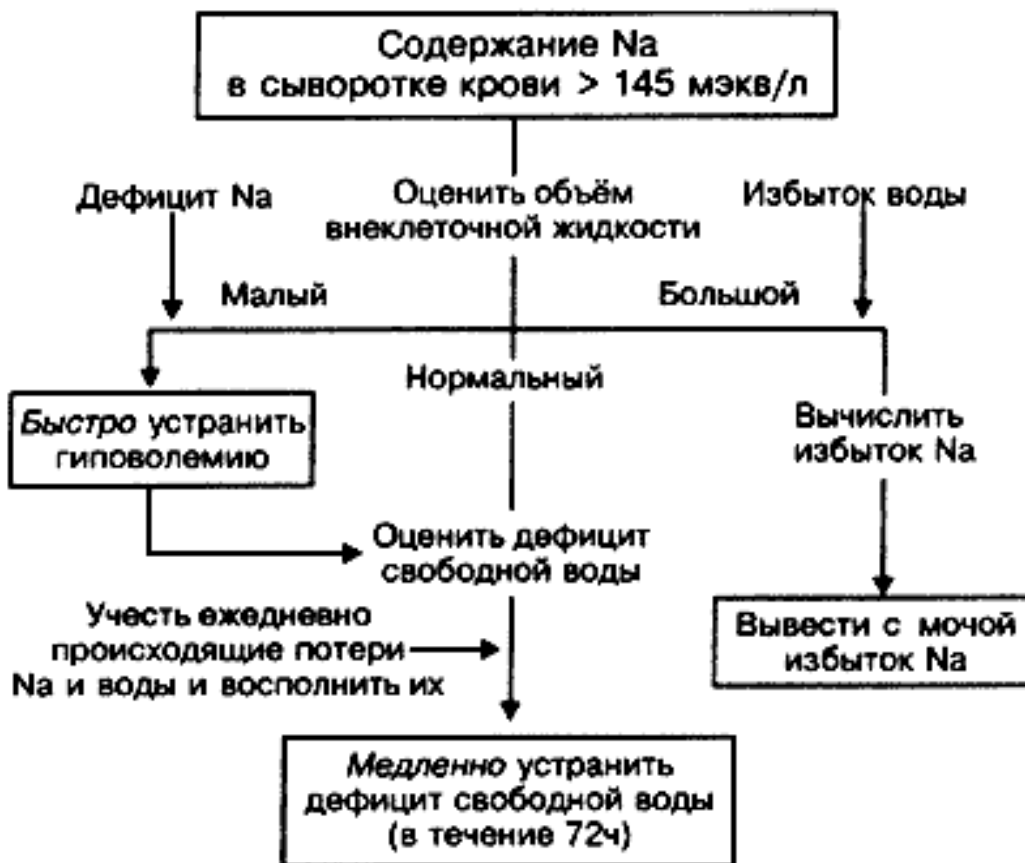 Содержание Na
в сыворотке крови > 145 мэкв/л
Дефицит Na
Оценить объём
внеклеточной жидкости
Избыток воды
Малый
Большой
Нормальный
Быстро устранить
гиповолемию
Вычислить
избыток Na
Оценить дефицит
свободной воды
Учесть ежедневно
происходящие потери
Na и воды и восполнить их
Вывести с мочой
избыток Na
Медленно устранить
дефицит свободной воды
(в течение 72ч)